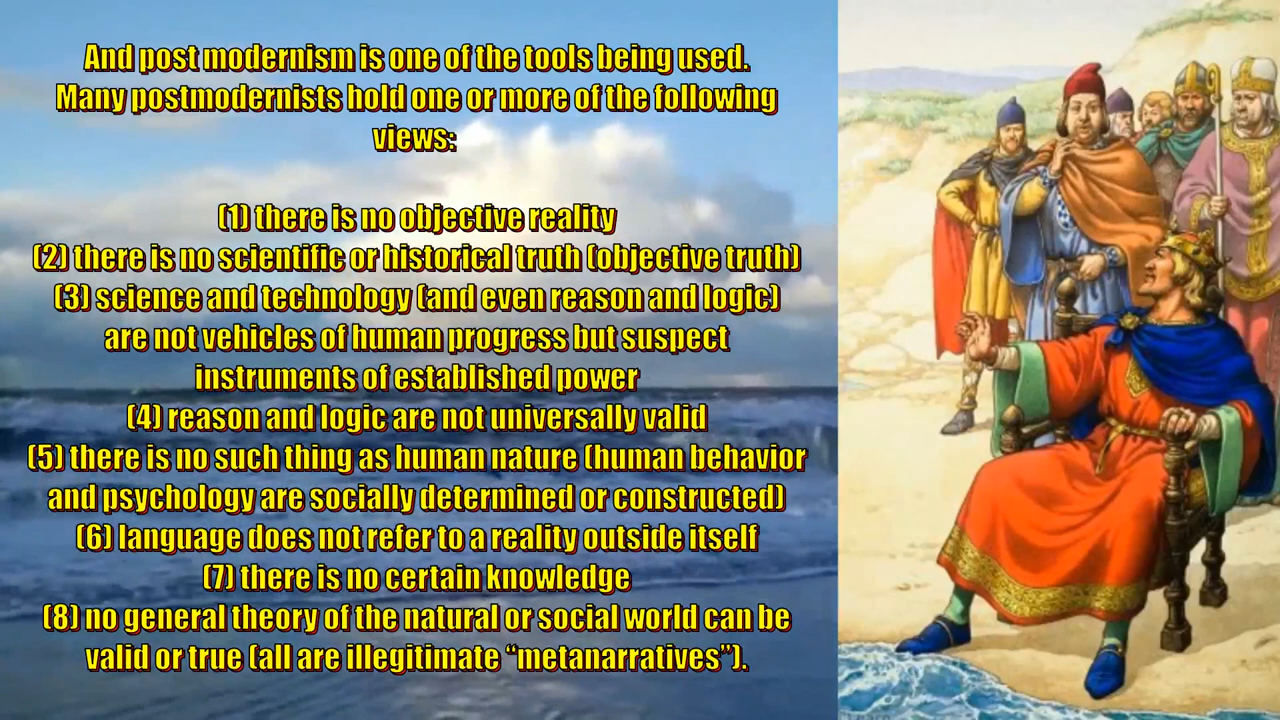 And post modernism is one of the tools being used.
Many postmodernists hold one or more of the following
views:
(1) there is no objective reality
(2) there is no scientific or historical truth (objective truth)
(3) science and technology (and even reason and logic)
are not vehicles of human progress but suspect
instruments of established power
(4) reason and logic are not universally valid
(5) there is no such thing as human nature (human behavior
and psychology are socially determined or constructed)
(6) language does not refer to a reality outside itself
(7) there is no certain knowledge
(8) no general theory of the natural or social world can be
valid or true (all are illegitimate “metanarratives”).